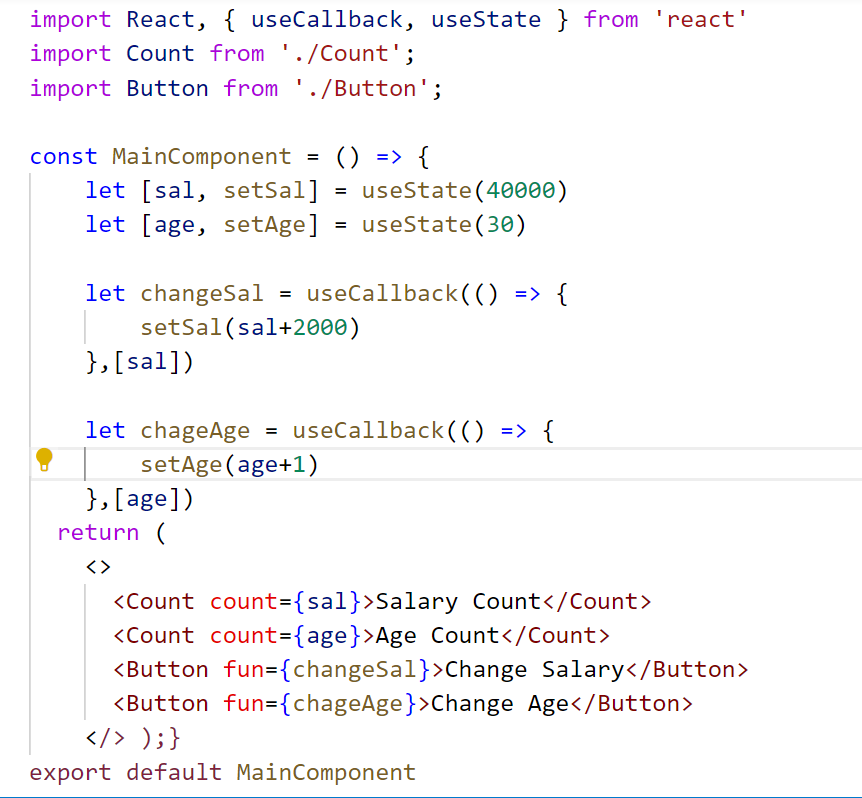 import React, { useCallback, useState } from 'react'
import Count from './Count';
import Button from './Button';
const MainComponent = () => {
let [sal, setSal] = useState(40000)
let [age, setAge] = useState(30)
let changeSal = useCallback(() => {
setSal(sal+2000)
},[sal])
let chageAge = useCallback(() => {
setAge(age+1)
},[age])
return (
<>
<Count count={sal}>Salary Count</Count>
<Count count={age}>Age Count</Count>
<Button fun={changeSal}>Change Salary</Button>
<Button fun={chageAge}>Change Age</Button>
</> );}
export default MainComponent